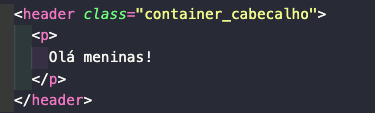 <header class="container_cabecalho">
<p>
Olá meninas!
</p>
</header>